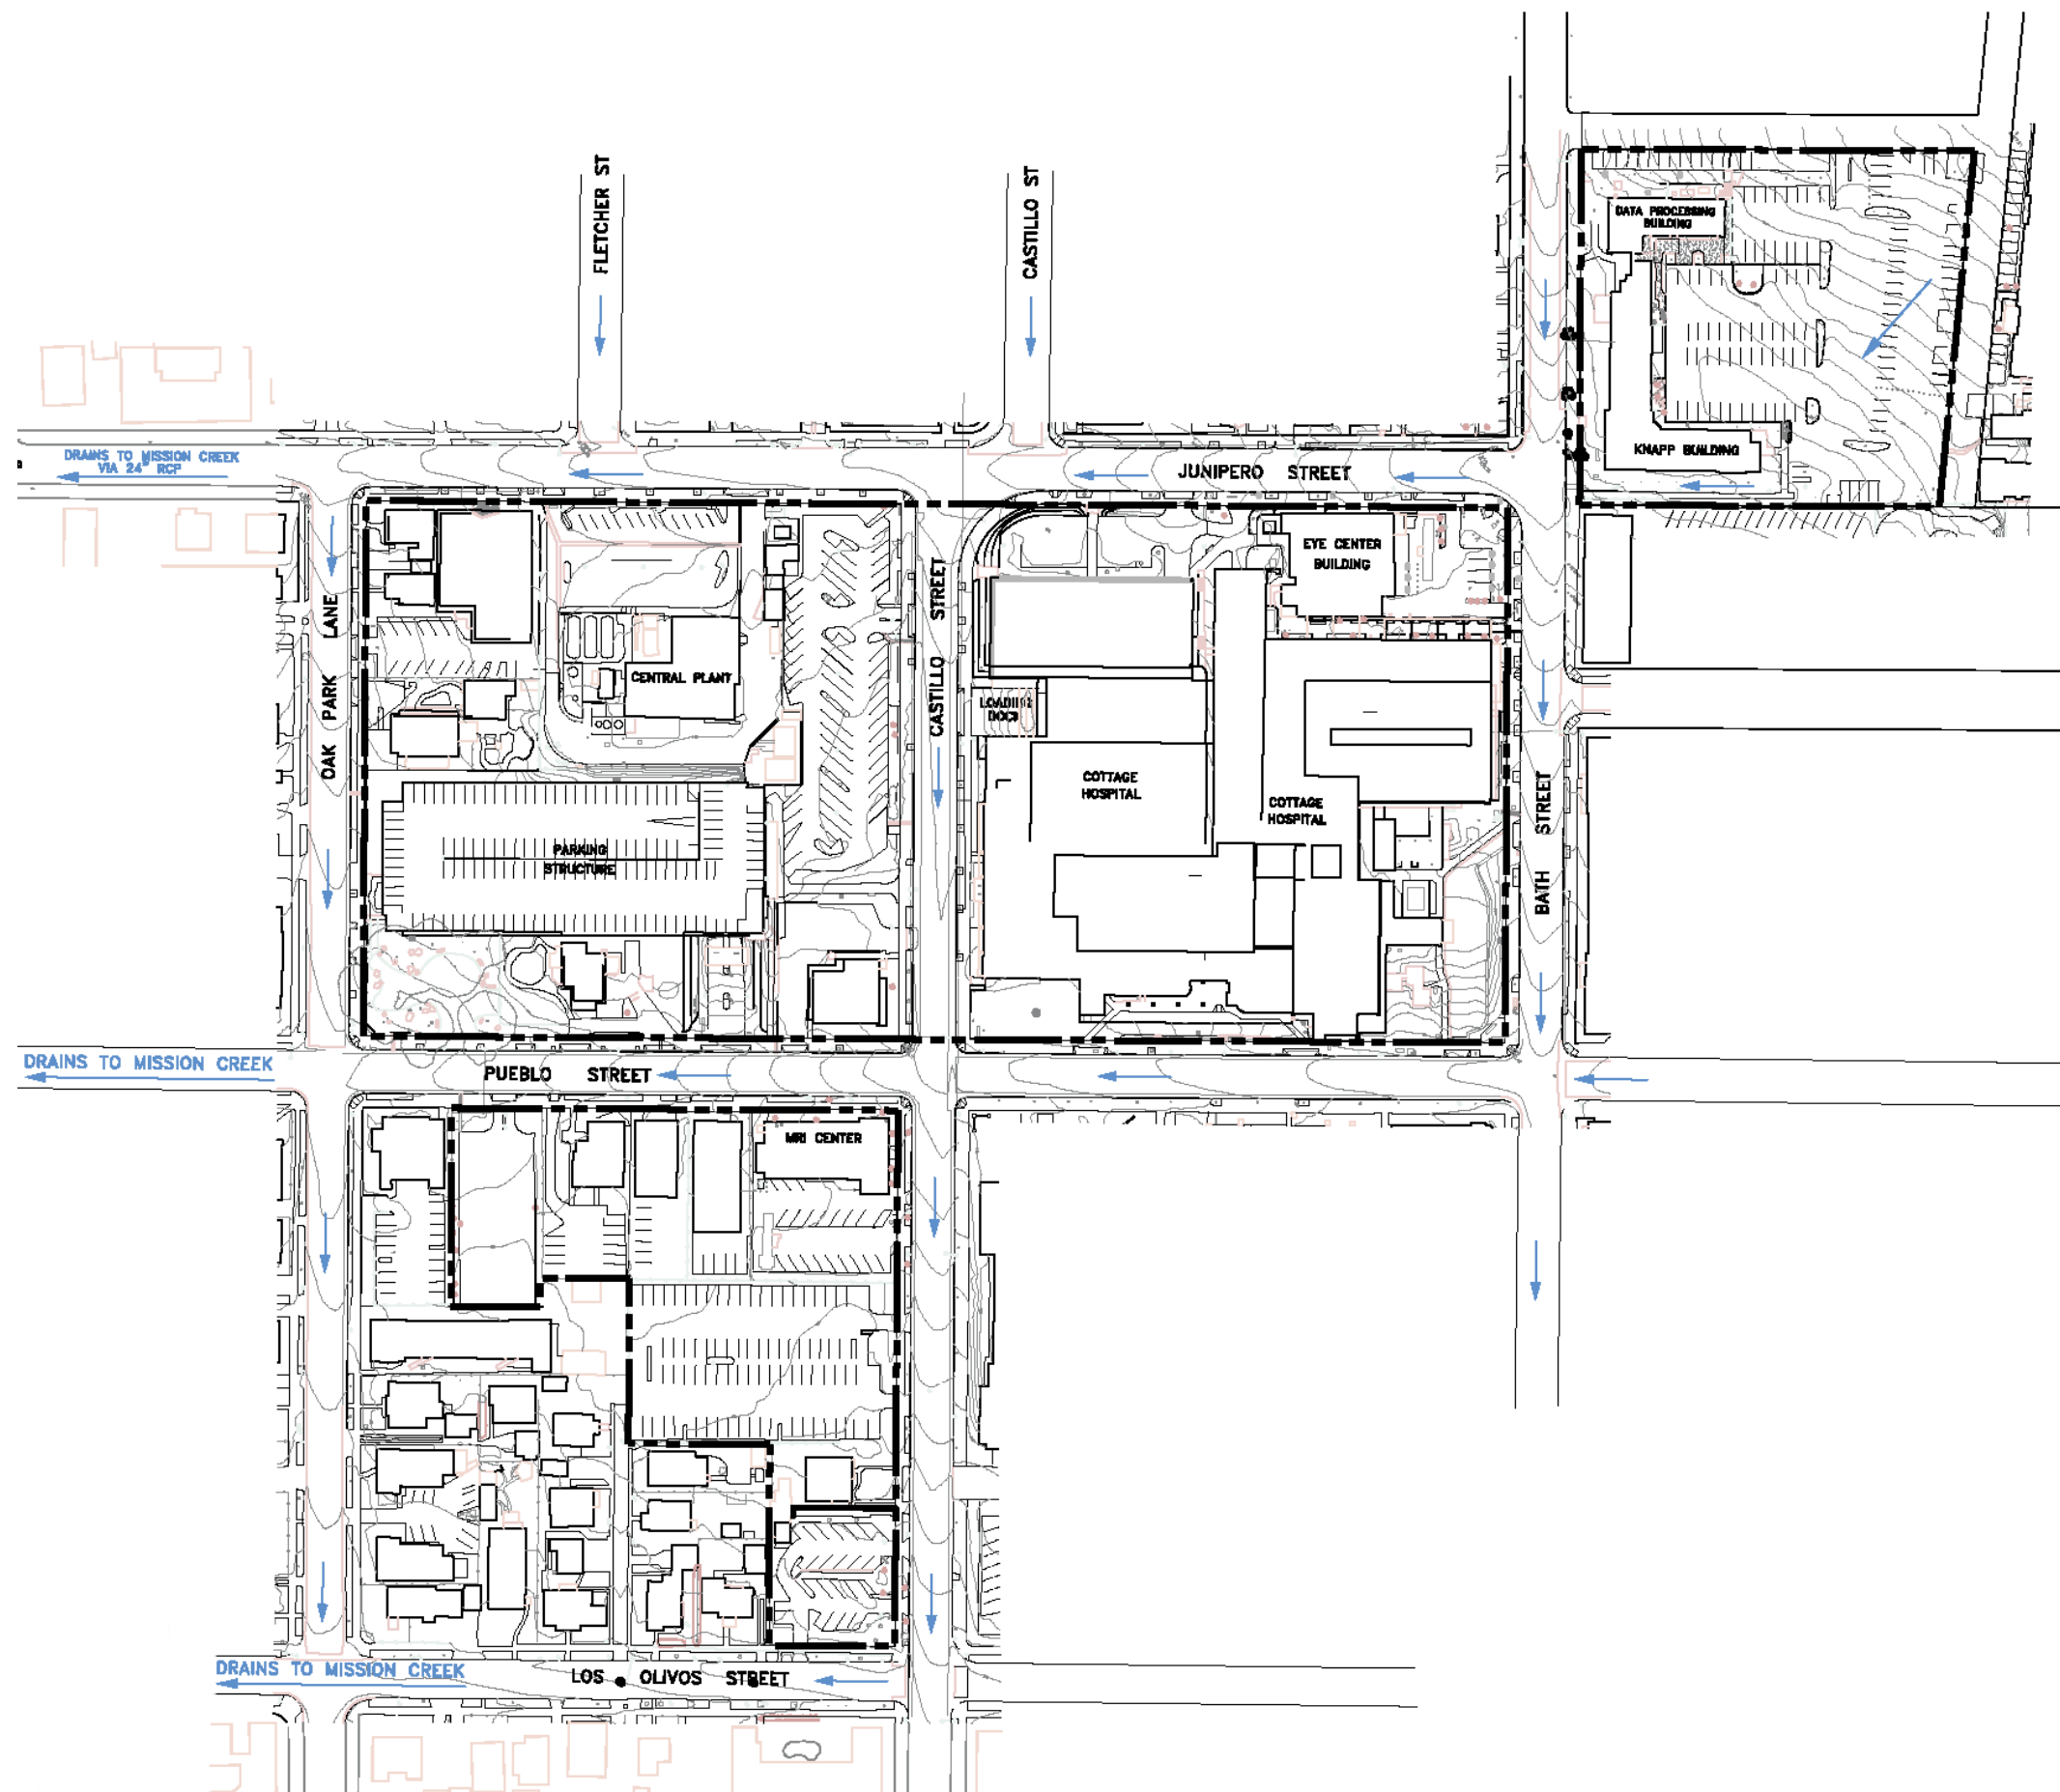 FLETCHER ST
CASTILLO ST
DATA PROCESSING
BUILDING
DRAINS TO MISSION CREEK
VIA 24" RCP
JUNIPERO STREET
KNAPP BUILDING
EYE CENTER
BUILDING
OAK PARK LANE
CASTILLO STREET
CENTRAL PLANT
LOADING
DOCK
COTTAGE
HOSPITAL
COTTAGE
HOSPITAL
BATH STREET
PARKING
STRUCTURE
DRAINS TO MISSION CREEK
PUEBLO STREET
MRI CENTER
DRAINS TO MISSION CREEK
LOS OLIVOS STREET